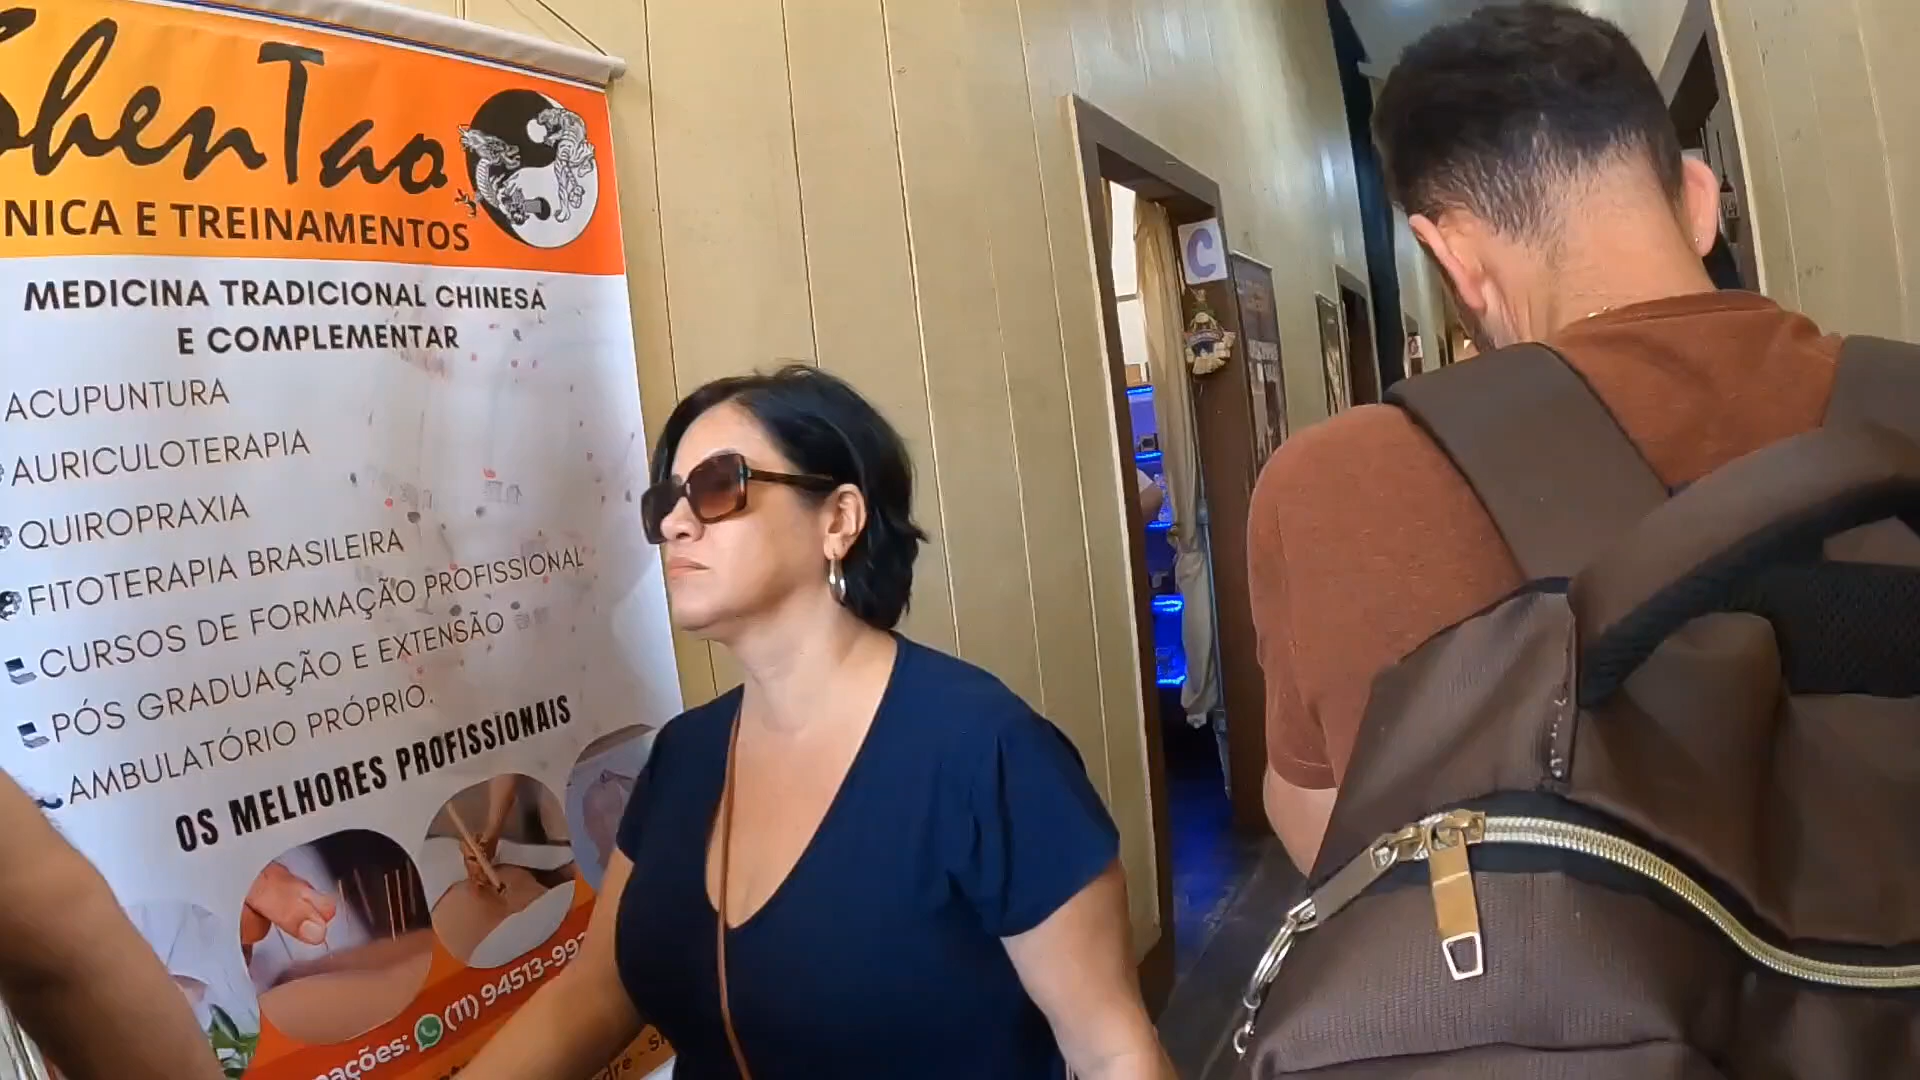 ShenTao
NICA E TREINAMENTOS
MEDICINA TRADICIONAL CHINESA
E COMPLEMENTAR
ACUPUNTURA
AURICULOTERAPIA
QUIROPRAXIA
FITOTERAPIA BRASILEIRA
CURSOS DE FORMAÇÃO PROFISSIONAL
PÓS GRADUAÇÃO E EXTENSÃO
AMBULATÓRIO PRÓPRIO.
OS MELHORES PROFISSIONAIS
mações: (11) 94513-99
C